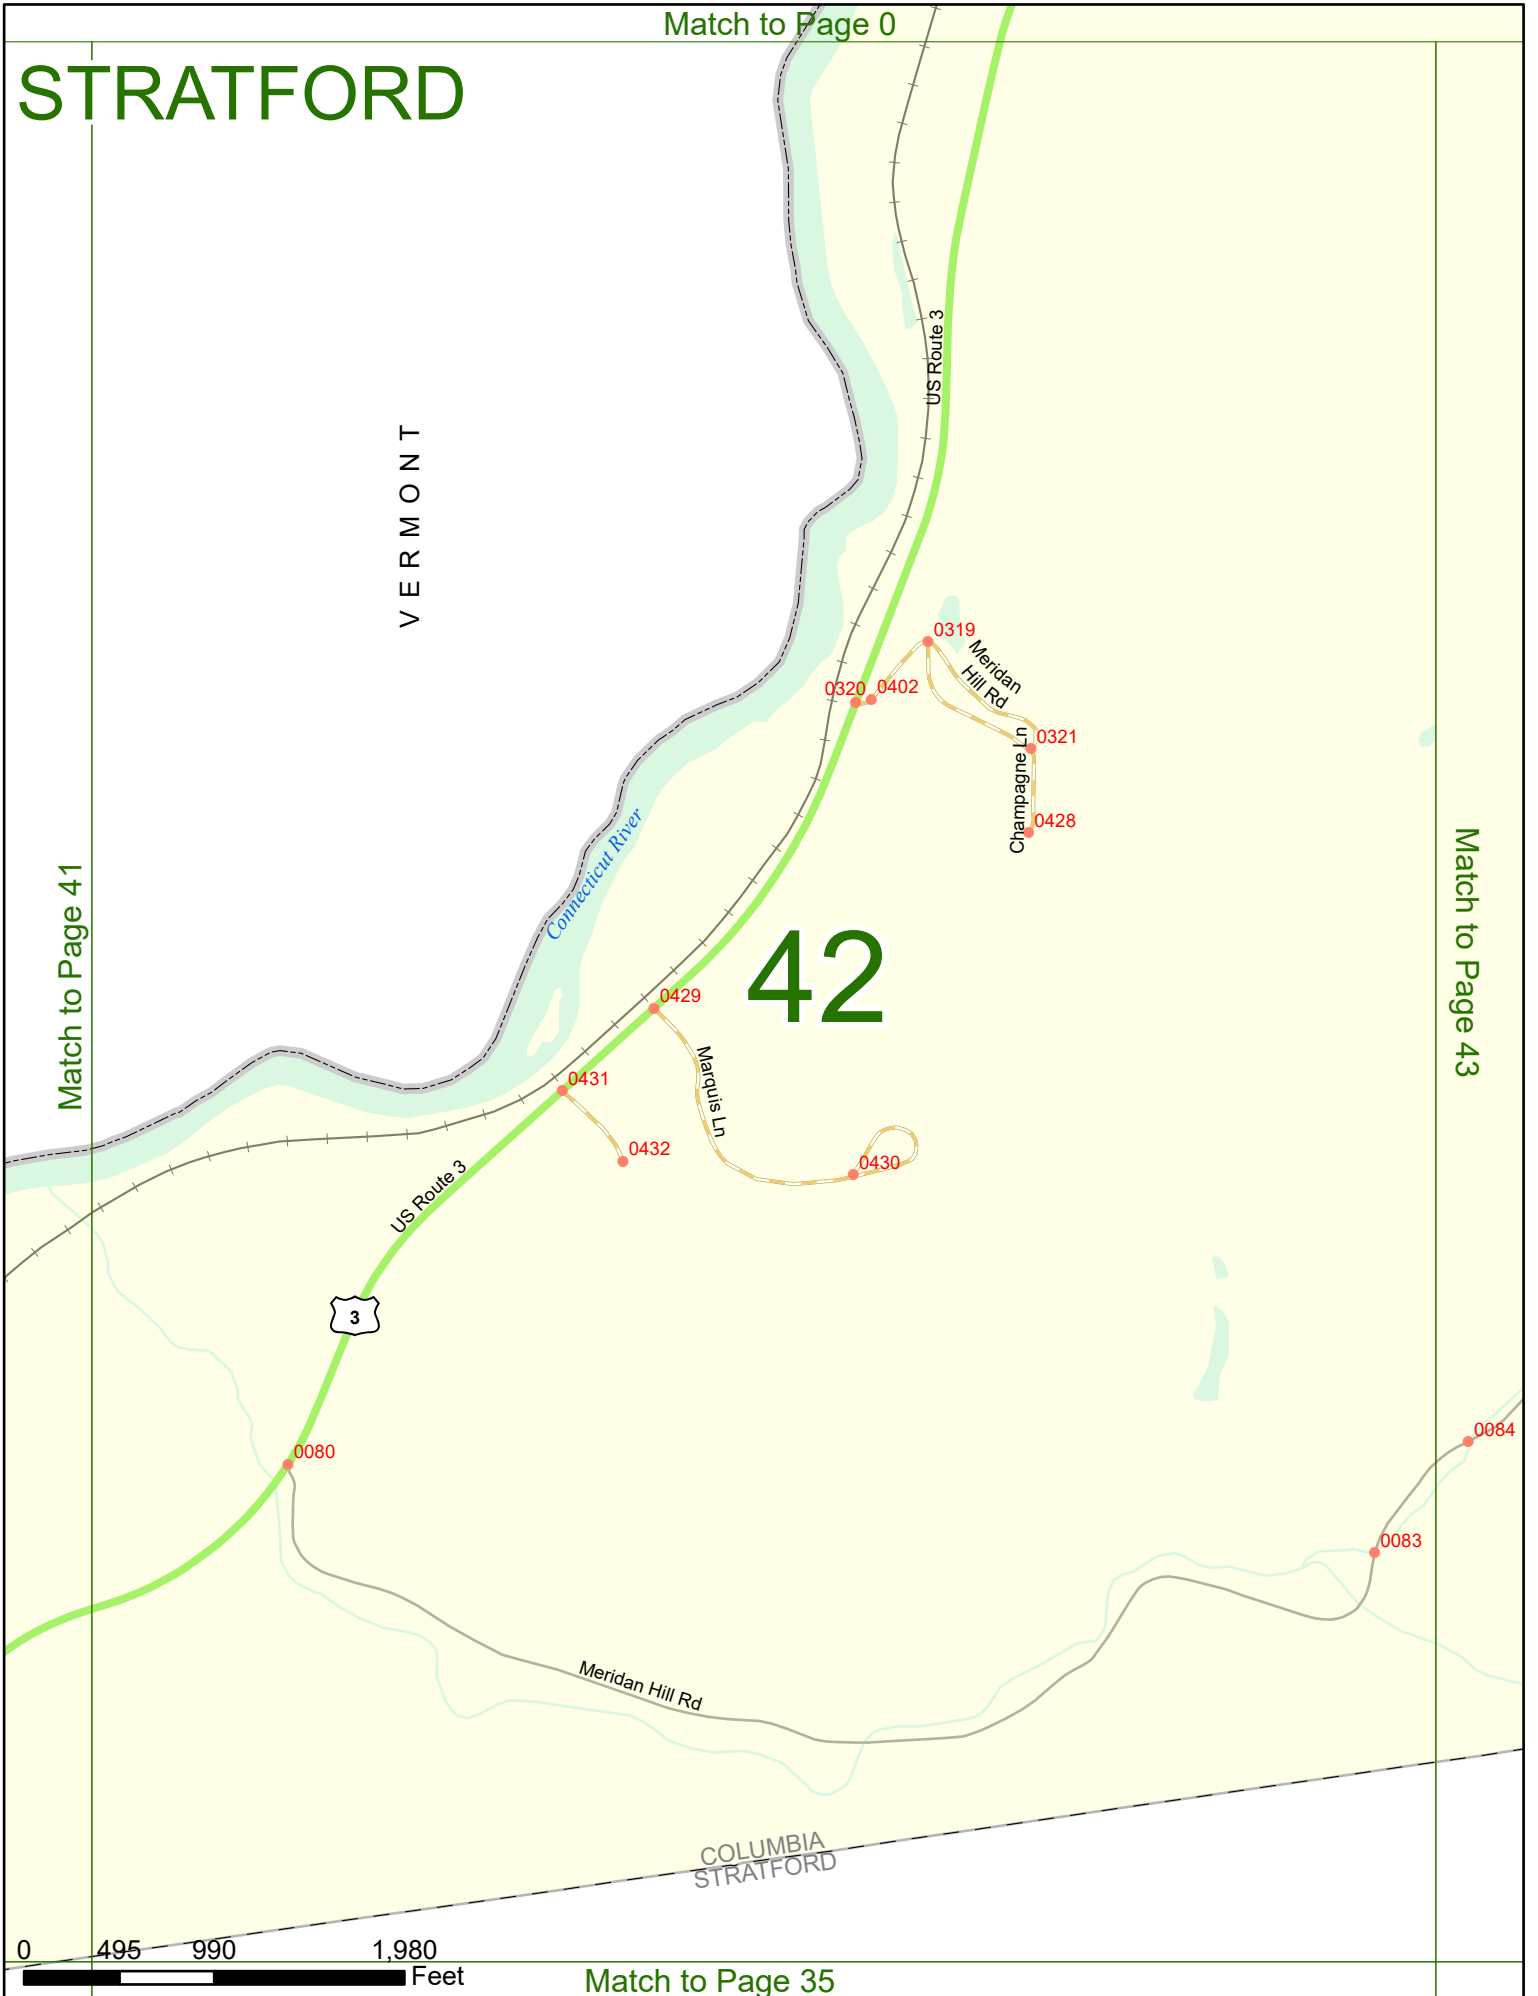 Match to Page 0
STRATFORD
US Route 3
VERMONT
0319
Meridan
Hill Rd
0320
0402
0321
Champagne Ln
0428
Connecticut River
Match to Page 41
Match to Page 43
42
0429
Marquis Ln
0431
0432
0430
US Route 3
3
0080
0084
0083
Meridan Hill Rd
COLUMBIA
STRATFORD
0 495 990 1,980
Feet
Match to Page 35